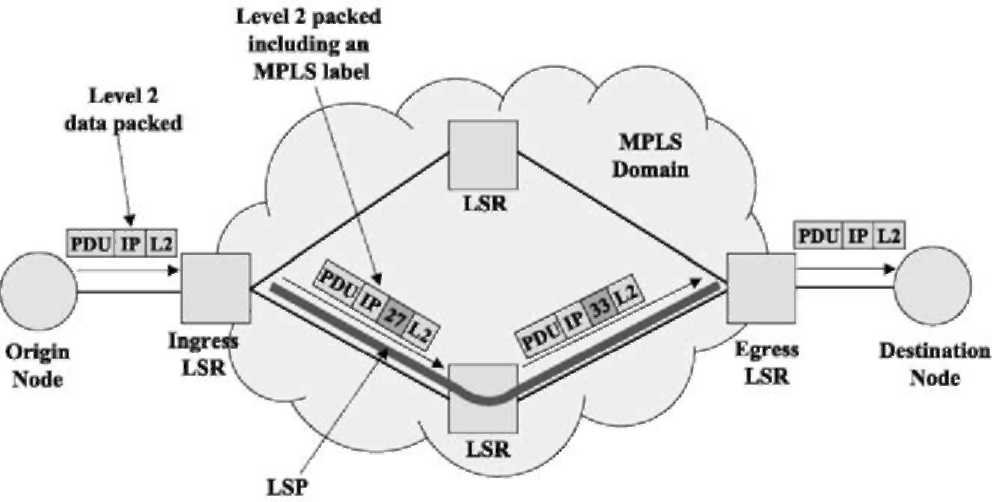 Level 2 packed
including an
MPLS label
Level 2
data packed
MPLS
Domain
LSR
PDU IP L2
PDU IP L2
PDU IP 27 L2
PDU IP 33 L2
Origin
Node
Ingress
LSR
Egress
LSR
Destination
Node
LSR
LSP